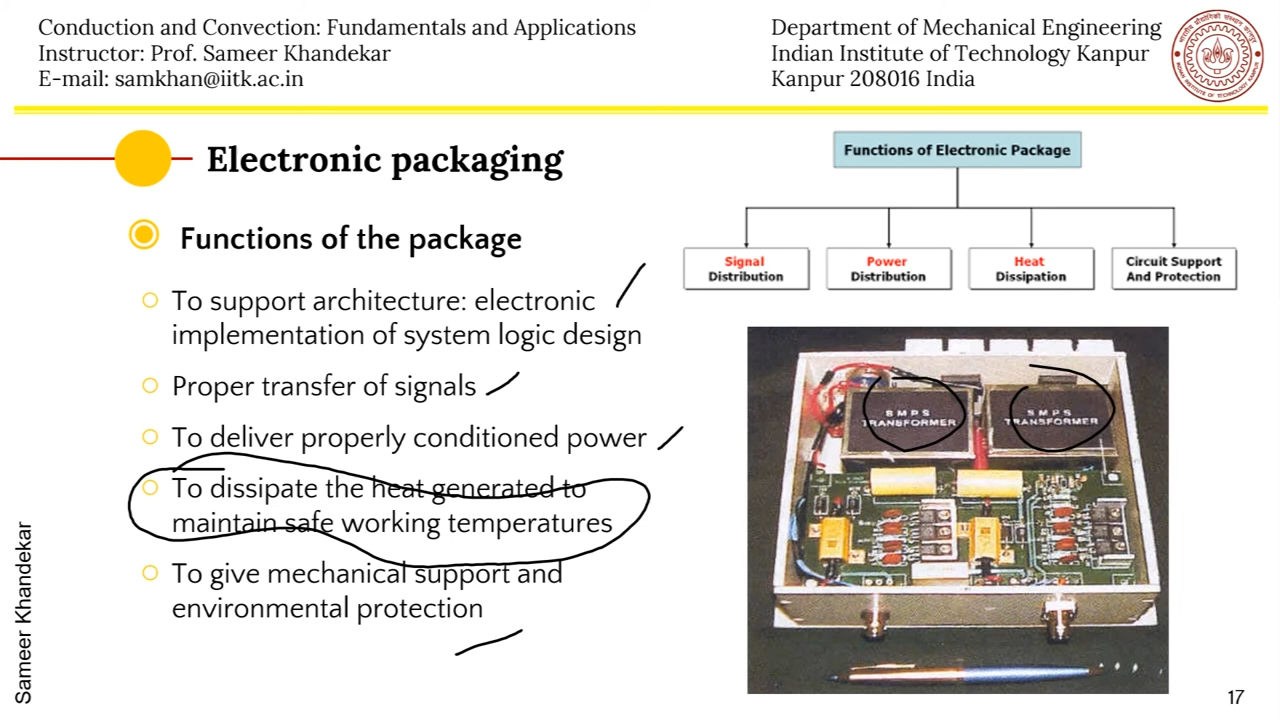 Conduction and Convection: Fundamentals and Applications
Instructor: Prof. Sameer Khandekar
E-mail: samkhan@iitk.ac.in
Department of Mechanical Engineering
Indian Institute of Technology Kanpur
Kanpur 208016 India
Electronic packaging
Functions of the package
To support architecture: electronic
implementation of system logic design
Proper transfer of signals
To deliver properly conditioned power
To dissipate the heat generated to
maintain safe working temperatures
To give mechanical support and
environmental protection
Functions of Electronic Package
Signal
Distribution
Power
Distribution
Heat
Dissipation
Circuit Support
And Protection
SMPS
TRANSFORMER
SMPS
TRANSFORMER
Sameer Khandekar
17